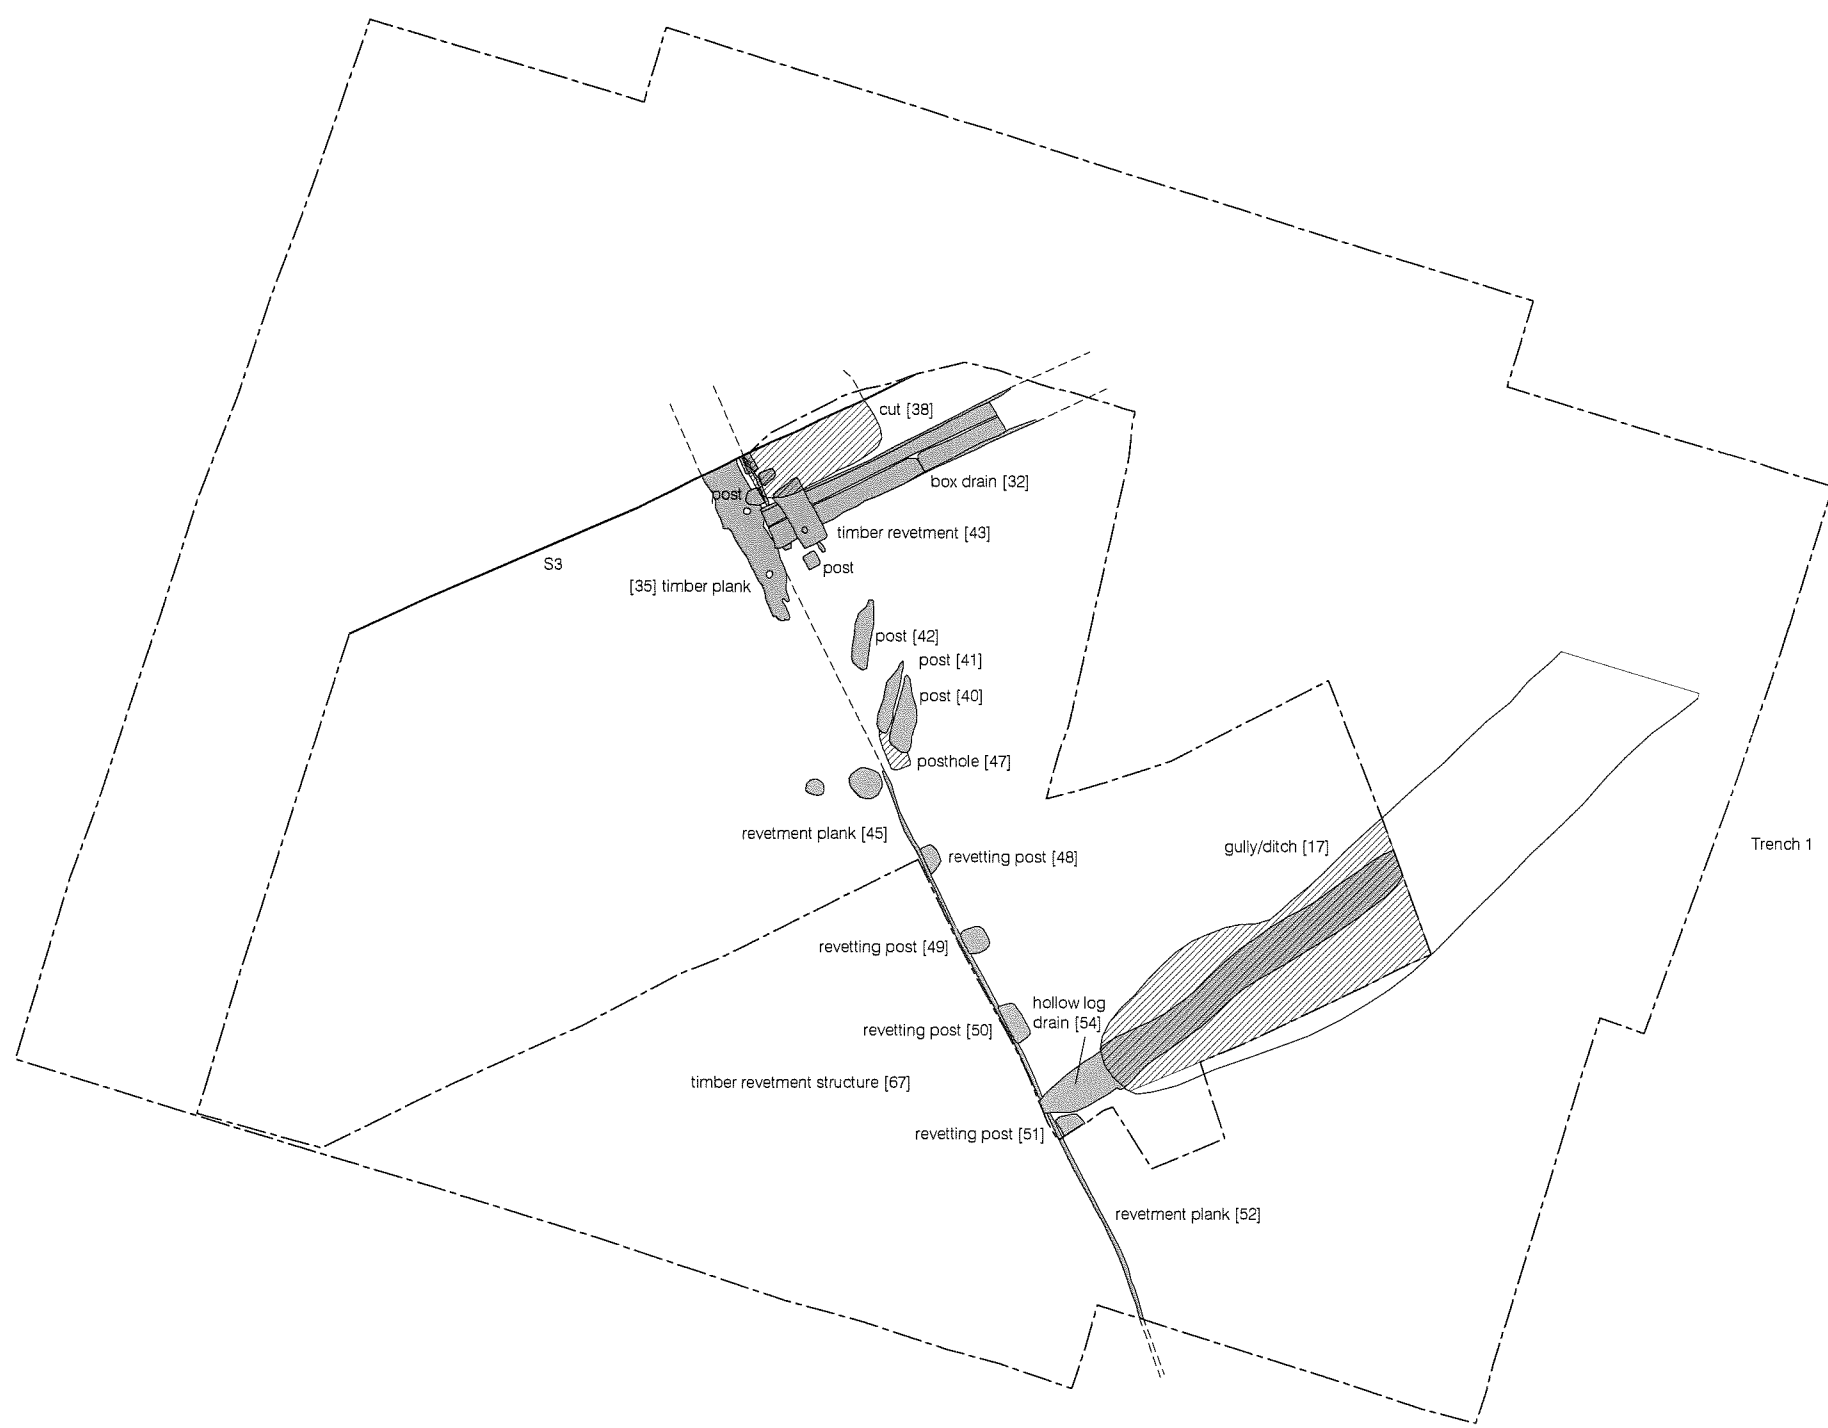 cut [38]
box drain [32]
post
timber revetment [43]
S3
post
[35] timber plank
post [42]
post [41]
post [40]
posthole [47]
revetment plank [45]
Trench 1
gully/ditch [17]
revetting post [48]
revetting post [49]
hollow log
drain [54]
revetting post [50]
timber revetment structure [67]
revetting post [51]
revetment plank [52]